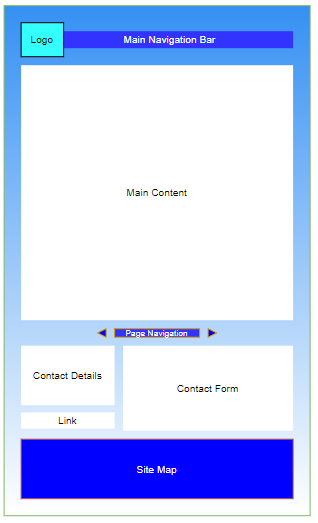 Logo
Main Navigation Bar
Main Content
Page Navigation
Contact Details
Contact Form
Link
Site Map